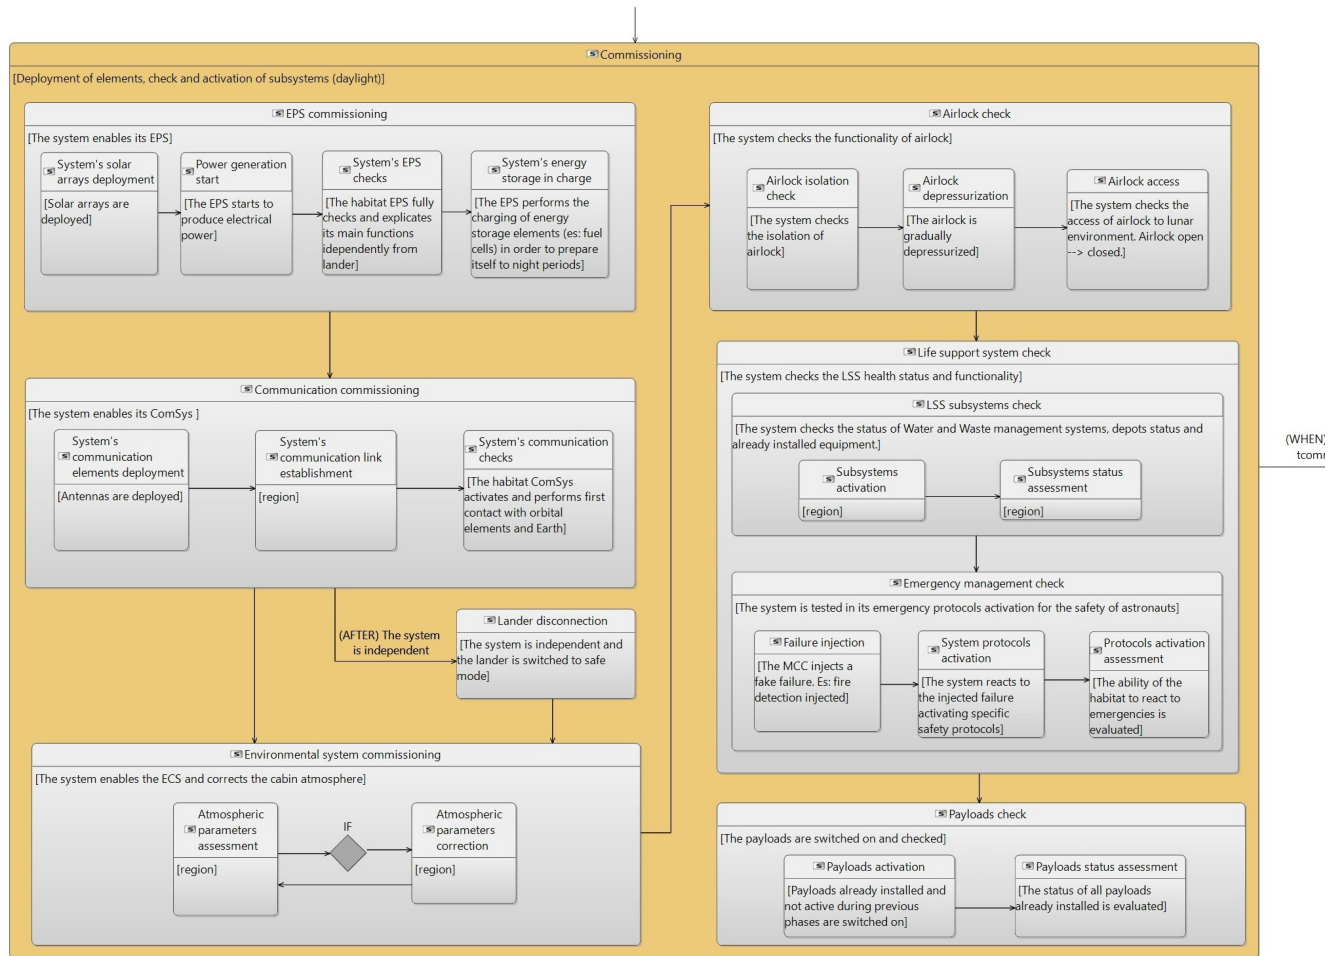 Commissioning
[Deployment of elements, check and activation of subsystems (daylight)]
EPS commissioning
[The system enables its EPS]
System's solar
arrays deployment
[Solar arrays are
deployed]
Power generation
start
[The EPS starts to
produce electrical
power]
System's EPS
checks
[The habitat EPS fully
checks and explicates
its main functions
idependently from
lander]
System's energy
storage in charge
[The EPS performs the
charging of energy
storage elements (es: fuel
cells) in order to prepare
itself to night periods]
Communication commissioning
[The system enables its ComSys ]
System's
communication
elements deployment
[Antennas are deployed]
System's
communication link
establishment
[region]
System's communication
checks
[The habitat ComSys
activates and performs first
contact with orbital
elements and Earth]
(AFTER) The system
is independent
Lander disconnection
[The system is independent and
the lander is switched to safe
mode]
Environmental system commissioning
[The system enables the ECS and corrects the cabin atmosphere]
Atmospheric
parameters
assessment
[region]
IF
Atmospheric
parameters
correction
[region]
Airlock check
[The system checks the functionality of airlock]
Airlock isolation
check
[The system checks
the isolation of
airlock]
Airlock
depressurization
[The airlock is
gradually
depressurized]
Airlock access
[The system checks the
access of airlock to lunar
environment. Airlock open
--> closed.]
Life support system check
[The system checks the LSS health status and functionality]
LSS subsystems check
[The system checks the status of Water and Waste management systems, depots status and
already installed equipment.]
Subsystems
activation
[region]
Subsystems status
assessment
[region]
Emergency management check
[The system is tested in its emergency protocols activation for the safety of astronauts]
Failure injection
[The MCC injects a
fake failure. Es: fire
detection injected]
System protocols
activation
[The system reacts to
the injected failure
activating specific
safety protocols]
Protocols activation
assessment
[The ability of the
habitat to react to
emergencies is
evaluated]
Payloads check
[The payloads are switched on and checked]
Payloads activation
[Payloads already installed and
not active during previous
phases are switched on]
Payloads status assessment
[The status of all payloads
already installed is evaluated]
(WHEN)